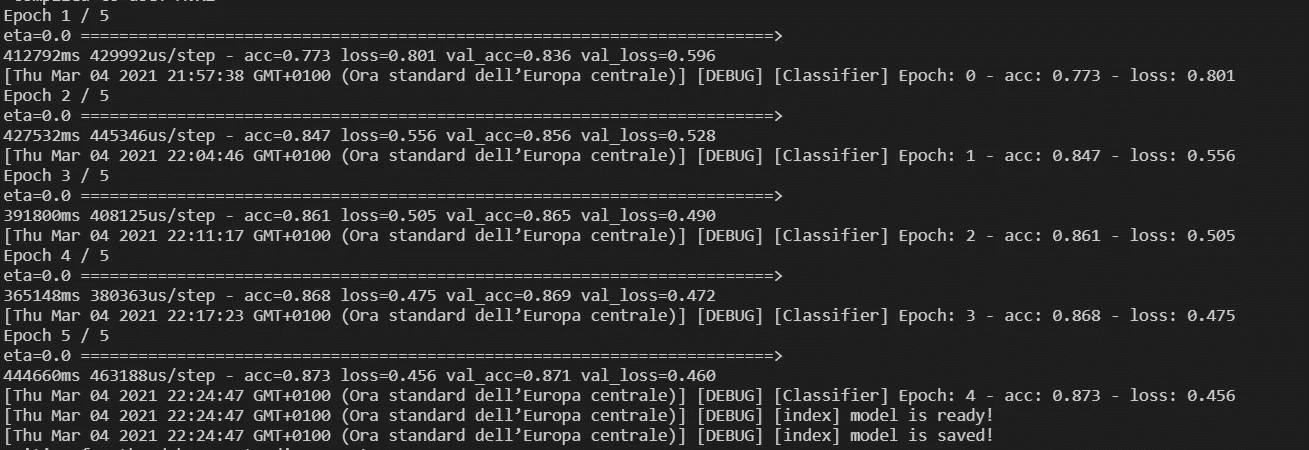 Epoch 1 / 5
eta=0.0 ========================================================================>
412792ms 429992us/step - acc=0.773 loss=0.801 val_acc=0.836 val_loss=0.596
[Thu Mar 04 2021 21:57:38 GMT+0100 (Ora standard dell’Europa centrale)] [DEBUG] [Classifier] Epoch: 0 - acc: 0.773 - loss: 0.801
Epoch 2 / 5
eta=0.0 ========================================================================>
427532ms 445346us/step - acc=0.847 loss=0.556 val_acc=0.856 val_loss=0.528
[Thu Mar 04 2021 22:04:46 GMT+0100 (Ora standard dell’Europa centrale)] [DEBUG] [Classifier] Epoch: 1 - acc: 0.847 - loss: 0.556
Epoch 3 / 5
eta=0.0 ========================================================================>
391800ms 408125us/step - acc=0.861 loss=0.505 val_acc=0.865 val_loss=0.490
[Thu Mar 04 2021 22:11:17 GMT+0100 (Ora standard dell’Europa centrale)] [DEBUG] [Classifier] Epoch: 2 - acc: 0.861 - loss: 0.505
Epoch 4 / 5
eta=0.0 ========================================================================>
365148ms 380363us/step - acc=0.868 loss=0.475 val_acc=0.869 val_loss=0.472
[Thu Mar 04 2021 22:17:23 GMT+0100 (Ora standard dell’Europa centrale)] [DEBUG] [Classifier] Epoch: 3 - acc: 0.868 - loss: 0.475
Epoch 5 / 5
eta=0.0 ========================================================================>
444660ms 463188us/step - acc=0.873 loss=0.456 val_acc=0.871 val_loss=0.460
[Thu Mar 04 2021 22:24:47 GMT+0100 (Ora standard dell’Europa centrale)] [DEBUG] [Classifier] Epoch: 4 - acc: 0.873 - loss: 0.456
[Thu Mar 04 2021 22:24:47 GMT+0100 (Ora standard dell’Europa centrale)] [DEBUG] [index] model is ready!
[Thu Mar 04 2021 22:24:47 GMT+0100 (Ora standard dell’Europa centrale)] [DEBUG] [index] model is saved!